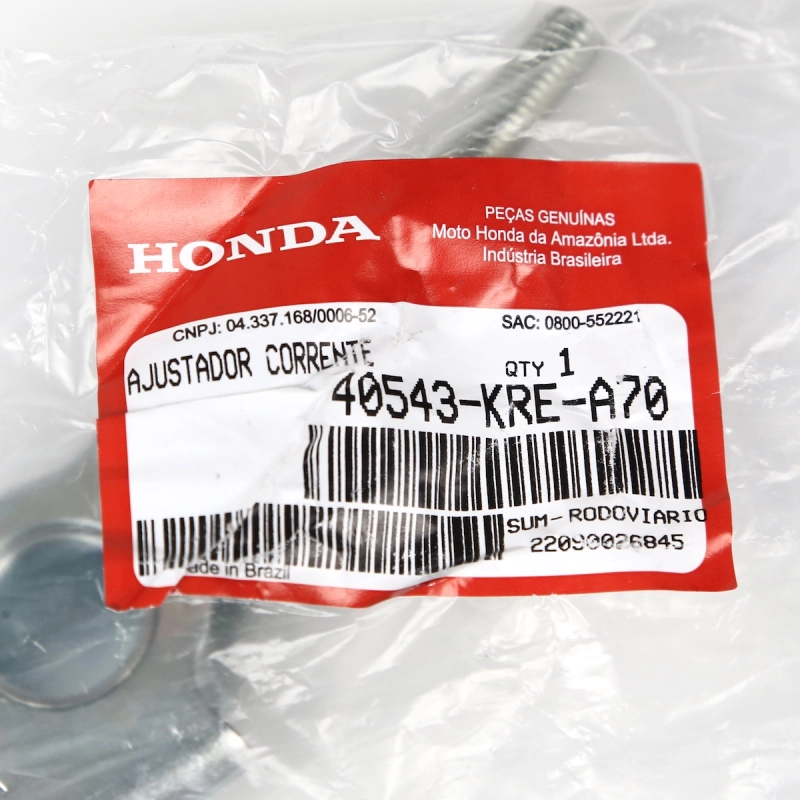 HONDA
PEÇAS GENUÍNAS
Moto Honda da Amazônia Ltda.
Indústria Brasileira
CNPJ: 04.337.168/0006-52
SAC: 0800-552221
AJUSTADOR CORRENTE
QTY 1
40543-KRE-A70
SUM-RODOVIARIO
22090026845
in Brazil